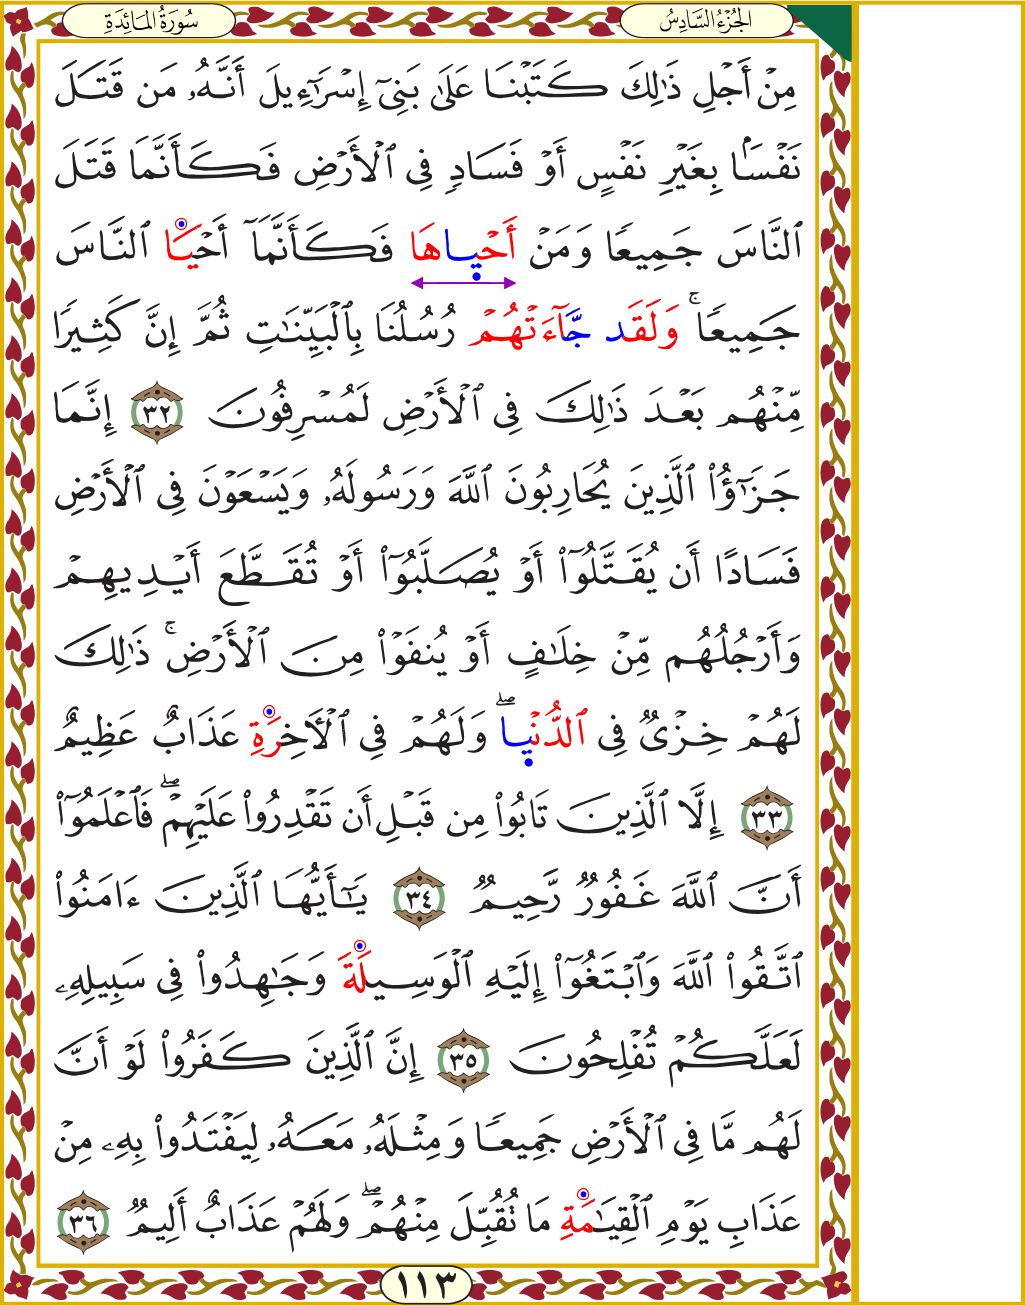 الجُزْءُ السَّادِسُ
سُورَةُ المَائِدَةِ
مِنْ أَجْلِ ذَٰلِكَ كَتَبْنَا عَلَىٰ بَنِىٓ إِسْرَٰٓءِيلَ أَنَّهُۥ مَن قَتَلَ
نَفْسًۢا بِغَيْرِ نَفْسٍ أَوْ فَسَادٍ فِى ٱلْأَرْضِ فَكَأَنَّمَا قَتَلَ
ٱلنَّاسَ جَمِيعًا وَمَنْ أَحْيَاهَا فَكَأَنَّمَآ أَحْيَا ٱلنَّاسَ
جَمِيعًا ۚ وَلَقَد جَّآءَتْهُمْ رُسُلُنَا بِٱلْبَيِّنَٰتِ ثُمَّ إِنَّ كَثِيرًا
مِّنْهُم بَعْدَ ذَٰلِكَ فِى ٱلْأَرْضِ لَمُسْرِفُونَ ٣٢ إِنَّمَا
جَزَٰٓؤُا۟ ٱلَّذِينَ يُحَارِبُونَ ٱللَّهَ وَرَسُولَهُۥ وَيَسْعَوْنَ فِى ٱلْأَرْضِ
فَسَادًا أَن يُقَتَّلُوٓا۟ أَوْ يُصَلَّبُوٓا۟ أَوْ تُقَطَّعَ أَيْدِيهِمْ
وَأَرْجُلُهُم مِّنْ خِلَٰفٍ أَوْ يُنفَوْا۟ مِنَ ٱلْأَرْضِ ۚ ذَٰلِكَ
لَهُمْ خِزْىٌ فِى ٱلدُّنْيَا ۖ وَلَهُمْ فِى ٱلْأَخِرَةِ عَذَابٌ عَظِيمٌ
٣٣ إِلَّا ٱلَّذِينَ تَابُوا۟ مِن قَبْلِ أَن تَقْدِرُوا۟ عَلَيْهِمْ ۖ فَٱعْلَمُوٓا۟
أَنَّ ٱللَّهَ غَفُورٌ رَّحِيمٌ ٣٤ يَٰٓأَيُّهَا ٱلَّذِينَ ءَامَنُوا۟
ٱتَّقُوا۟ ٱللَّهَ وَٱبْتَغُوٓا۟ إِلَيْهِ ٱلْوَسِيلَةَ وَجَٰهِدُوا۟ فِى سَبِيلِهِۦ
لَعَلَّكُمْ تُفْلِحُونَ ٣٥ إِنَّ ٱلَّذِينَ كَفَرُوا۟ لَوْ أَنَّ
لَهُم مَّا فِى ٱلْأَرْضِ جَمِيعًا وَمِثْلَهُۥ مَعَهُۥ لِيَفْتَدُوا۟ بِهِۦ مِنْ
عَذَابِ يَوْمِ ٱلْقِيَٰمَةِ مَا تُقُبِّلَ مِنْهُمْ ۖ وَلَهُمْ عَذَابٌ أَلِيمٌ ٣٦
١١٣